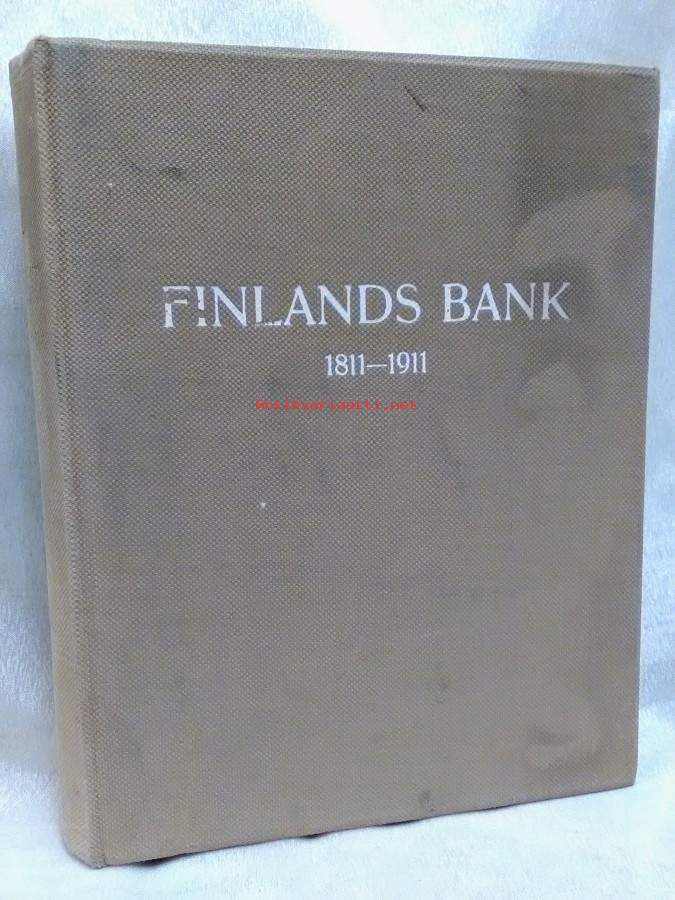 FINLANDS BANK
1811—1911
Antikvariaatti.net